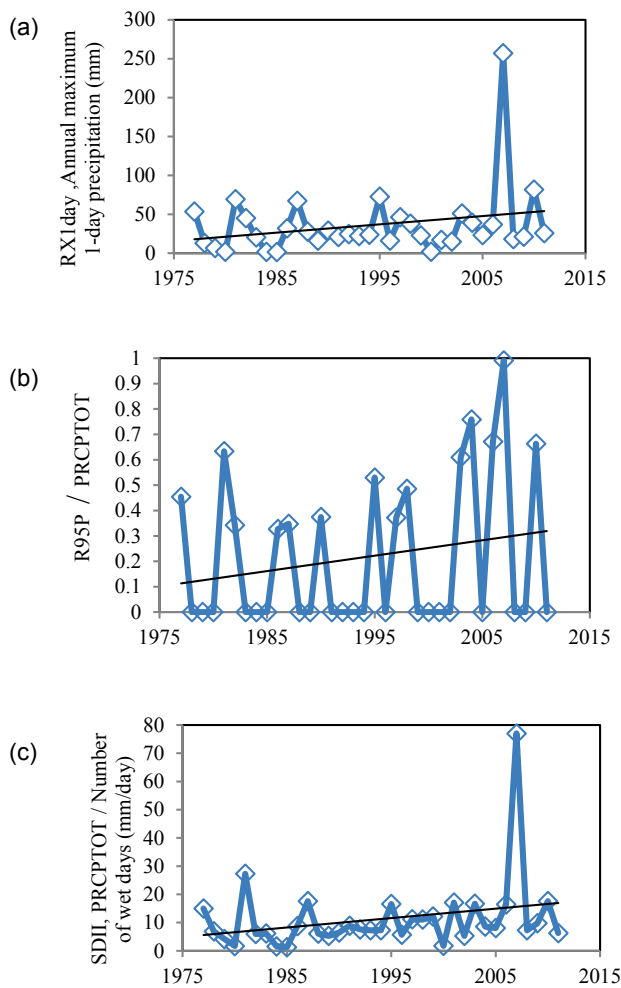 (a)
RX1day ,Annual maximum
1-day precipitation (mm)
300
250
200
150
100
50
0
1975 1985 1995 2005 2015
(b)
R95P / PRCPTOT
1
0.9
0.8
0.7
0.6
0.5
0.4
0.3
0.2
0.1
0
1975 1985 1995 2005 2015
(c)
SDII, PRCPTOT / Number
of wet days (mm/day)
80
70
60
50
40
30
20
10
0
1975 1985 1995 2005 2015